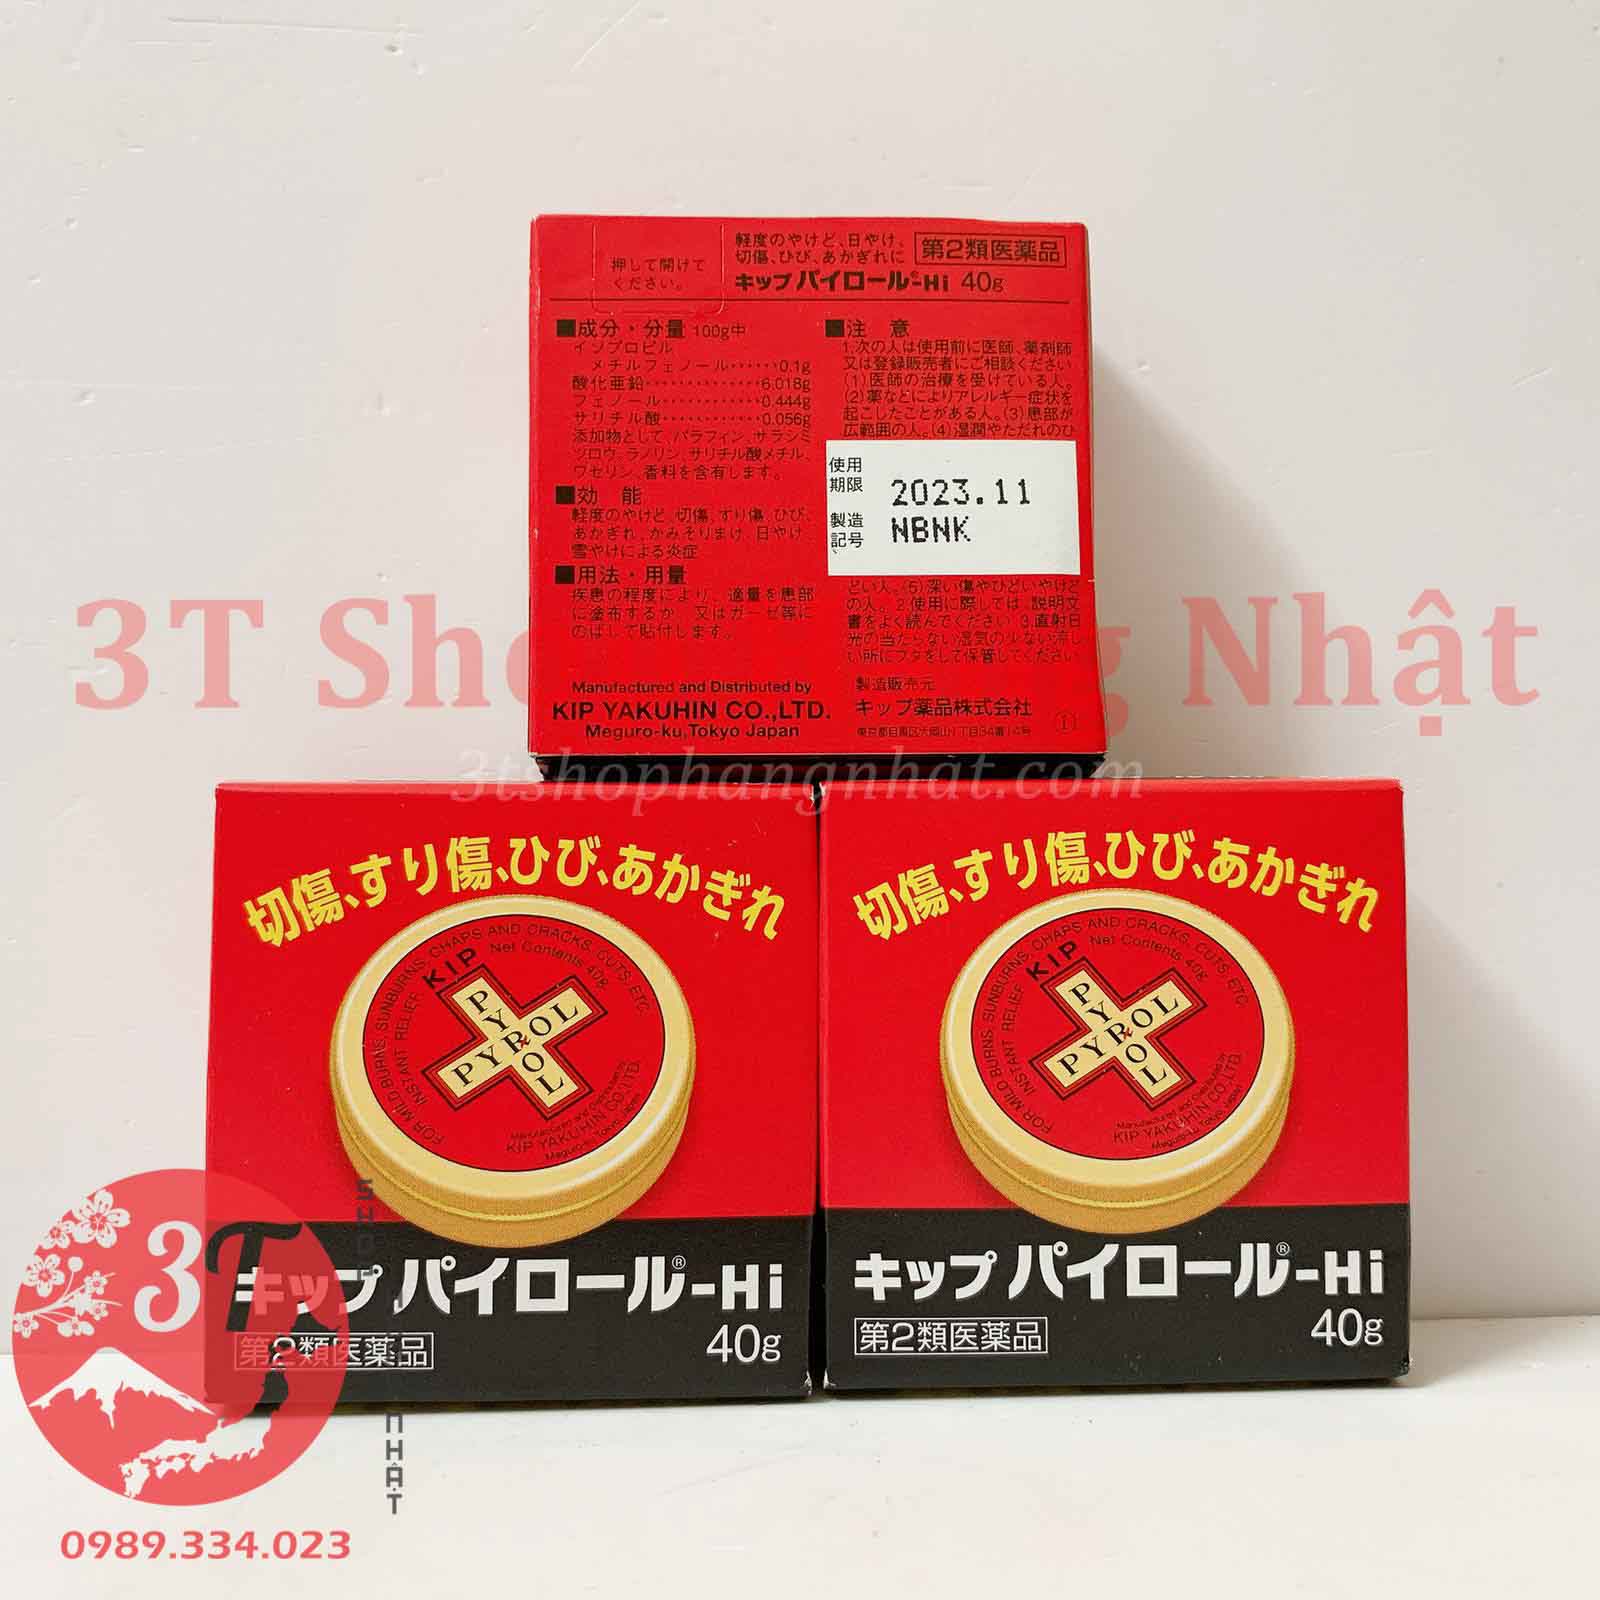 押して開けて
ください。
軽度のやけど、日やけ、
切傷、ひび、あかぎれに
第2類医薬品
キップ パイロール®-Hi 40g
■成分・分量 100g中
イソプロピル
メチルフェノール‥‥‥0.1g
酸化亜鉛‥‥‥‥‥‥‥6.018g
フェノール‥‥‥‥‥‥0.444g
サリチル酸‥‥‥‥‥‥0.056g
添加物として、パラフィン、サラシミ
ツロウ、ラノリン、サリチル酸メチル、
ワセリン、香料を含有します。
■効 能
軽度のやけど、切傷、すり傷、ひび、
あかぎれ、かみそりまけ、日やけ、
雪やけによる炎症
■用法・用量
疾患の程度により、適量を患部
に塗布するか、又はガーゼ等に
のばして貼付します。
Manufactured and Distributed by
KIP YAKUHIN CO.,LTD.
Meguro-ku,Tokyo Japan
■注 意
1.次の人は使用前に医師、薬剤師
又は登録販売者にご相談ください
(1)医師の治療を受けている人。
(2)薬などによりアレルギー症状を
起こしたことがある人。(3)患部が
広範囲の人。(4)湿潤やただれのひ
使用
期限
2023.11
製造
記号
NBNK
どい人。(5)深い傷やひどいやけど
の人。2.使用に際しては、説明文
書をよく読んでください 3.直射日
光の当たらない湿気の少ない涼し
い所にフタをして保管してください
製造販売元
キップ薬品株式会社
3T Shop Hàng Nhật
3tshophangnhat.com
切傷、すり傷、ひび、あかぎれ
FOR MILD BURNS, SUNBURNS, CHAPS AND CRACKS, CUTS, ETC.
INSTANT RELIEF
KIP
Net Contents 40g.
PYROL
PYROL
Manufactured and Distributed by
KIP YAKUHIN CO.,LTD.
Meguro-ku, Tokyo, Japan
キップ パイロール®-Hi
第2類医薬品
40g
切傷、すり傷、ひび、あかぎれ
FOR MILD BURNS, SUNBURNS, CHAPS AND CRACKS, CUTS, ETC.
INSTANT RELIEF
KIP
Net Contents 40g.
PYROL
PYROL
Manufactured and Distributed by
KIP YAKUHIN CO.,LTD.
Meguro-ku, Tokyo, Japan
キップ パイロール®-Hi
第2類医薬品
40g
3T
SHOP
NHẬT
0989.334.023